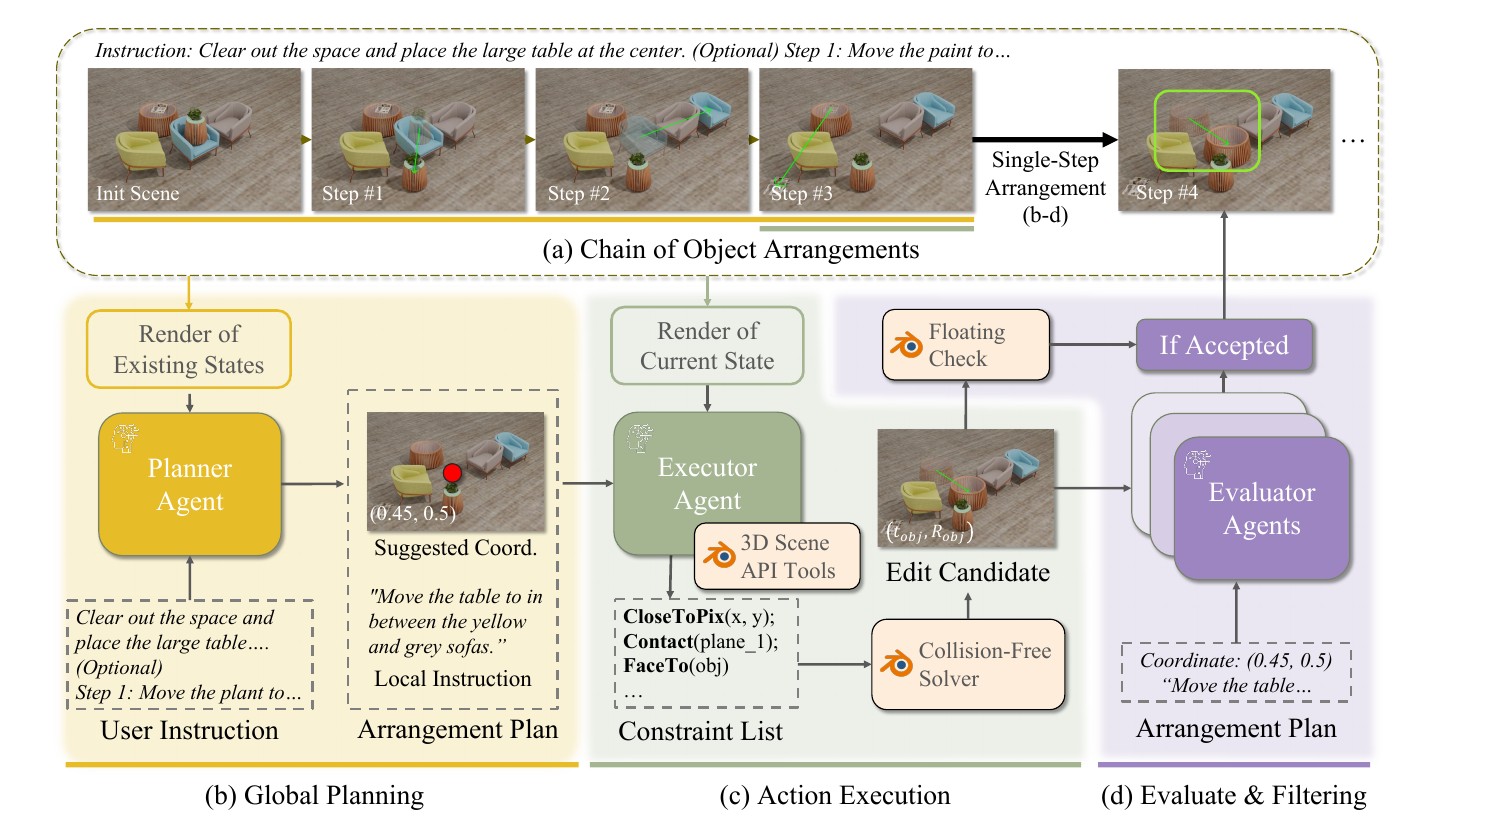 Instruction: Clear out the space and place the large table at the center. (Optional) Step 1: Move the paint to…
Init Scene
Step #1
Step #2
Step #3
Single-Step
Arrangement
(b-d)
Step #4
…
(a) Chain of Object Arrangements
Render of
Existing States
Planner
Agent
Clear out the space and
place the large table….
(Optional)
Step 1: Move the plant to…
User Instruction
(0.45, 0.5)
Suggested Coord.
"Move the table to in
between the yellow
and grey sofas.”
Local Instruction
Arrangement Plan
(b) Global Planning
Render of
Current State
Executor
Agent
3D Scene
API Tools
CloseToPix(x, y);
Contact(plane_1);
FaceTo(obj)
…
Constraint List
Collision-Free
Solver
(t_obj, R_obj)
Edit Candidate
(c) Action Execution
Floating
Check
If Accepted
Evaluator
Agents
Coordinate: (0.45, 0.5)
“Move the table…
Arrangement Plan
(d) Evaluate & Filtering